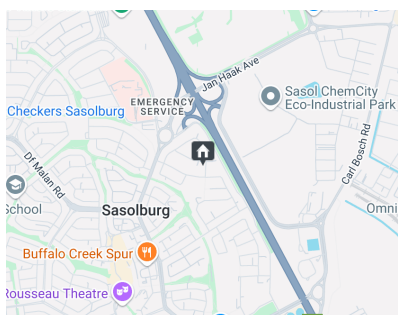 Jan Haak Ave
Sasol ChemCity
Eco-Industrial Park
EMERGENCY
SERVICE
Checkers Sasolburg
Carl Bosch Rd
Df Malan Rd
School
Sasolburg
Omni
Buffalo Creek Spur
Rousseau Theatre